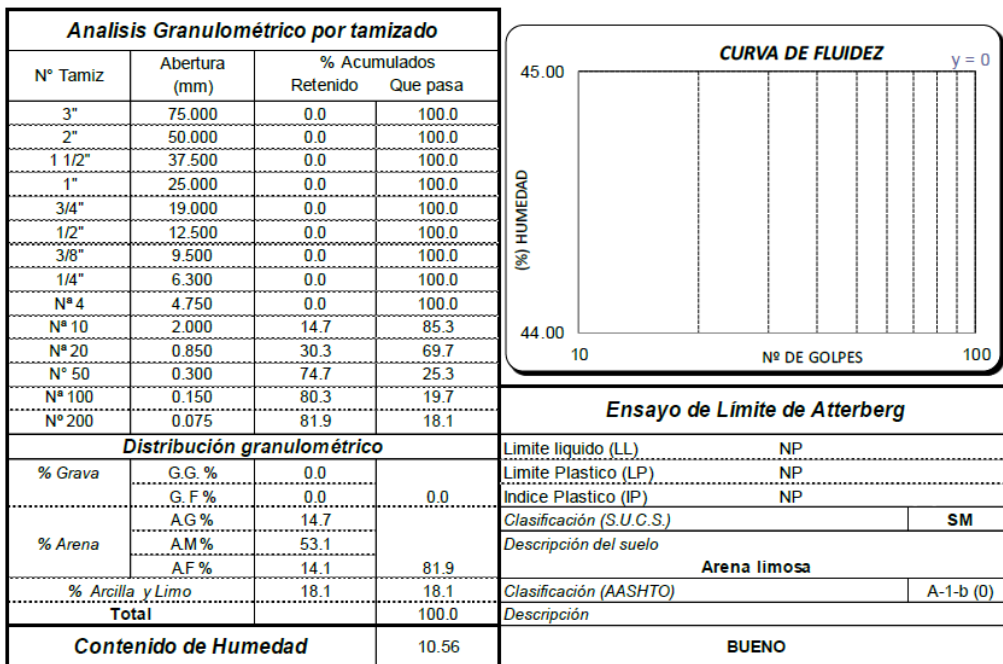 Analisis Granulométrico por tamizado
N° Tamiz Abertura (mm) % Acumulados
Retenido Que pasa
3" 75.000 0.0 100.0
2" 50.000 0.0 100.0
1 1/2" 37.500 0.0 100.0
1" 25.000 0.0 100.0
3/4" 19.000 0.0 100.0
1/2" 12.500 0.0 100.0
3/8" 9.500 0.0 100.0
1/4" 6.300 0.0 100.0
Nª 4 4.750 0.0 100.0
Nª 10 2.000 14.7 85.3
Nª 20 0.850 30.3 69.7
N° 50 0.300 74.7 25.3
Nª 100 0.150 80.3 19.7
Nº 200 0.075 81.9 18.1
Distribución granulométrico
% Grava G.G. % 0.0
G. F % 0.0 0.0
A.G % 14.7
% Arena A.M % 53.1
A.F % 14.1 81.9
% Arcilla y Limo 18.1 18.1
Total 100.0
Contenido de Humedad 10.56
CURVA DE FLUIDEZ
y = 0
45.00
(%) HUMEDAD
44.00
10 Nº DE GOLPES 100
Ensayo de Límite de Atterberg
Limite liquido (LL) NP
Limite Plastico (LP) NP
Indice Plastico (IP) NP
Clasificación (S.U.C.S.) SM
Descripción del suelo
Arena limosa
Clasificación (AASHTO) A-1-b (0)
Descripción
BUENO